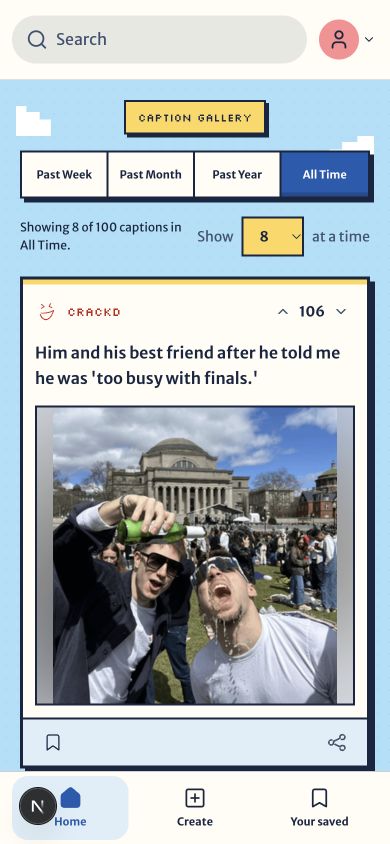 Search
CAPTION GALLERY
Past Week
Past Month
Past Year
All Time
Showing 8 of 100 captions in
All Time.
Show
8
at a time
CRACKD
106
Him and his best friend after he told me
he was 'too busy with finals.'
N
Home
Create
Your saved